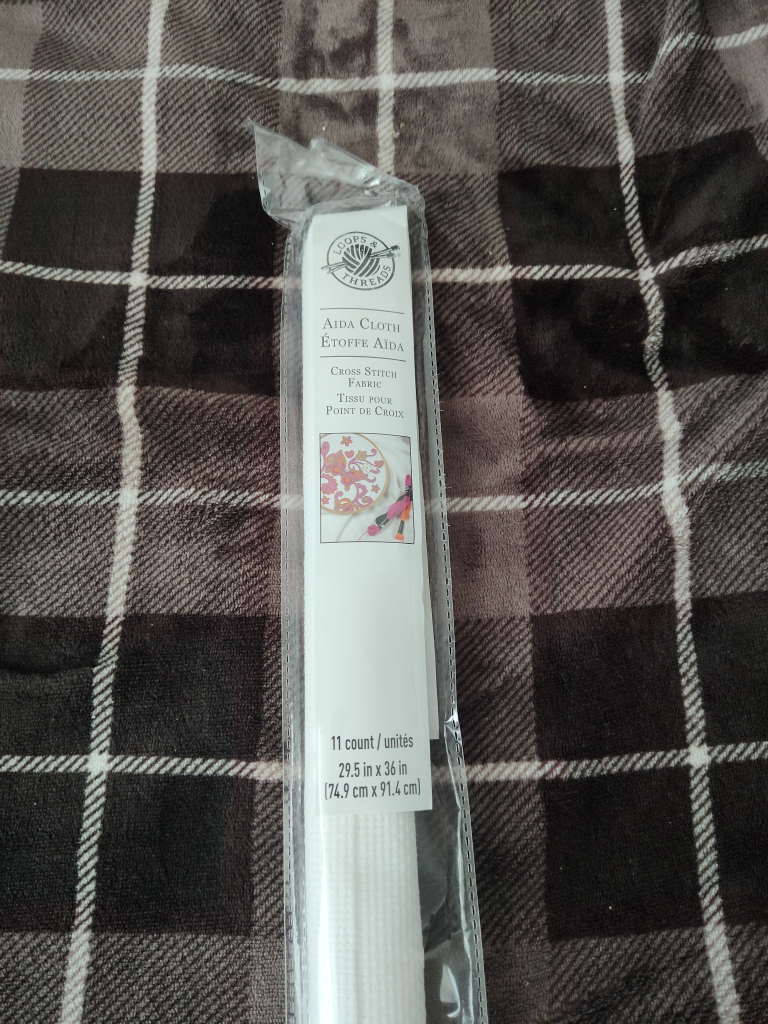 LOOPS &
THREADS
AIDA CLOTH
ÉTOFFE AÏDA
CROSS STITCH
FABRIC
TISSU POUR
POINT DE CROIX
11 count / unités
29.5 in x 36 in
(74.9 cm x 91.4 cm)